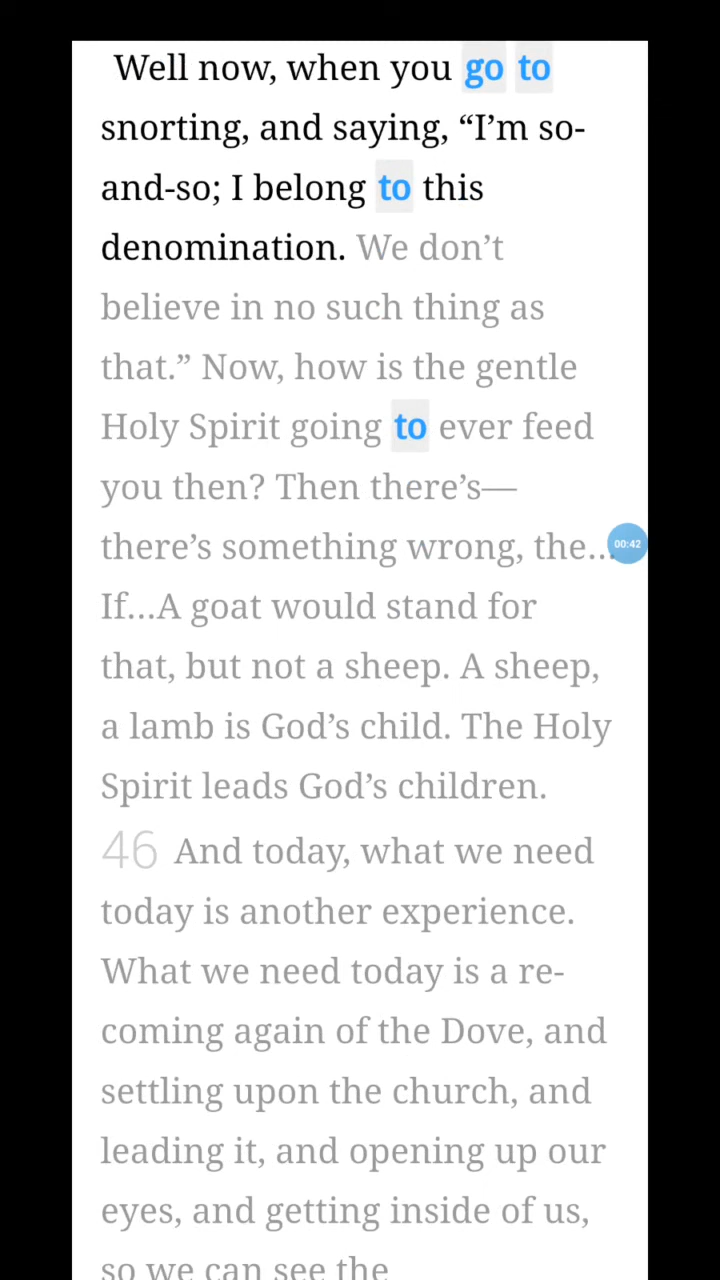 Well now, when you go to
snorting, and saying, “I’m so-
and-so; I belong to this
denomination. We don’t
believe in no such thing as
that.” Now, how is the gentle
Holy Spirit going to ever feed
you then? Then there’s—
there’s something wrong, the...
00:42
If...A goat would stand for
that, but not a sheep. A sheep,
a lamb is God’s child. The Holy
Spirit leads God’s children.
46 And today, what we need
today is another experience.
What we need today is a re-
coming again of the Dove, and
settling upon the church, and
leading it, and opening up our
eyes, and getting inside of us,
so we can see the